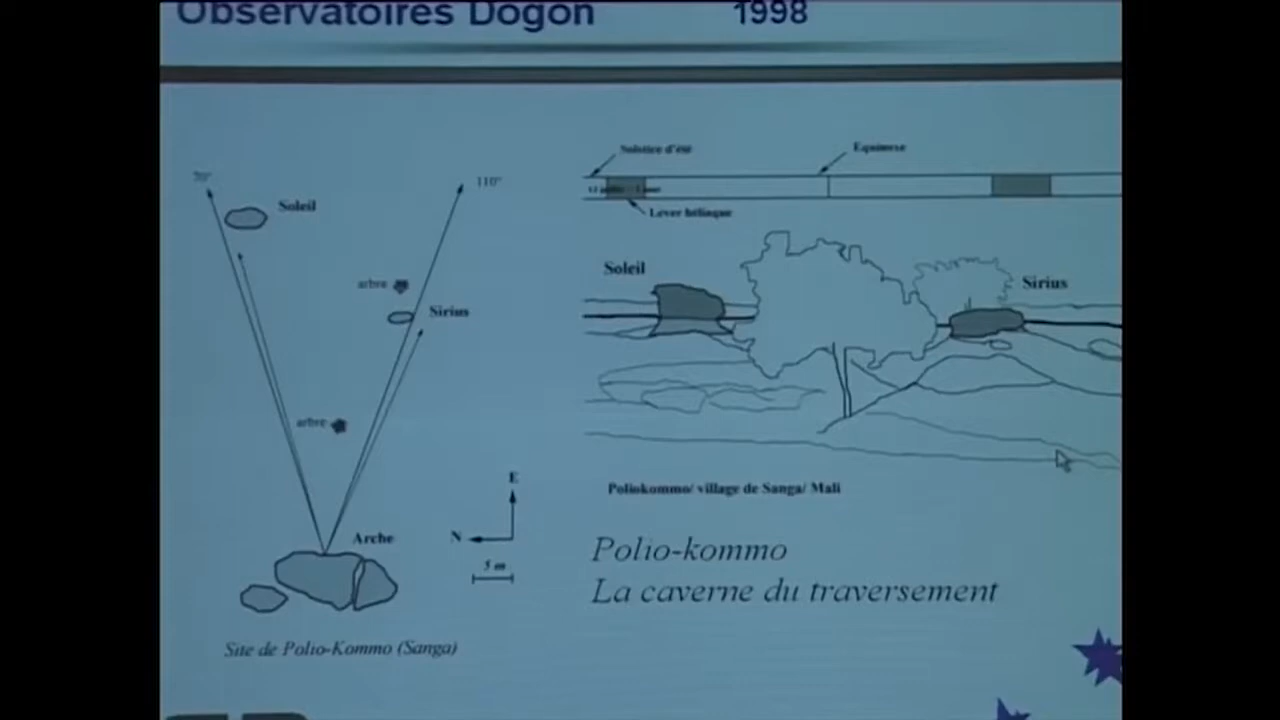 Observatoires Dogon 1998
70°
Soleil
110°
arbre
Sirius
arbre
Arche
E
N
5 m
Site de Polio-Kommo (Sanga)
Solstice d'été
Equinoxe
Lever héliaque
Soleil
Sirius
Poliokommo/ village de Sanga/ Mali
Polio-kommo
La caverne du traversement